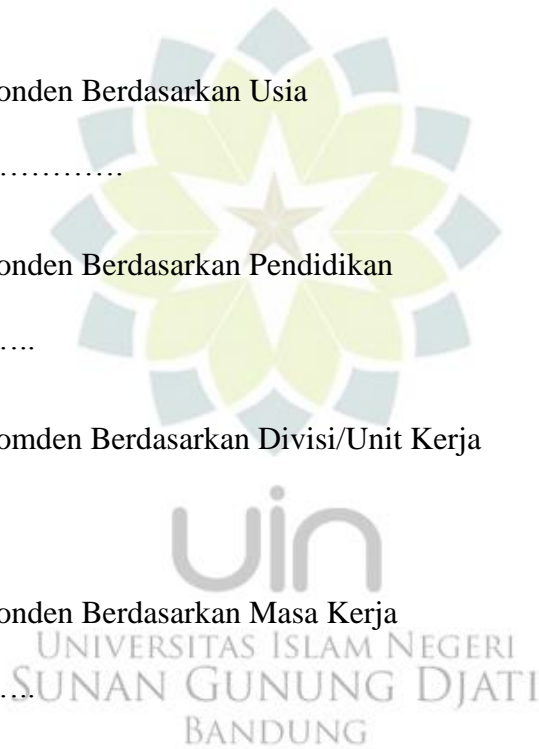 onden Berdasarkan Usia
………….
onden Berdasarkan Pendidikan
…..
omden Berdasarkan Divisi/Unit Kerja
uin
onden Berdasarkan Masa Kerja
UNIVERSITAS ISLAM NEGERI
…..
SUNAN GUNUNG DJATI
BANDUNG